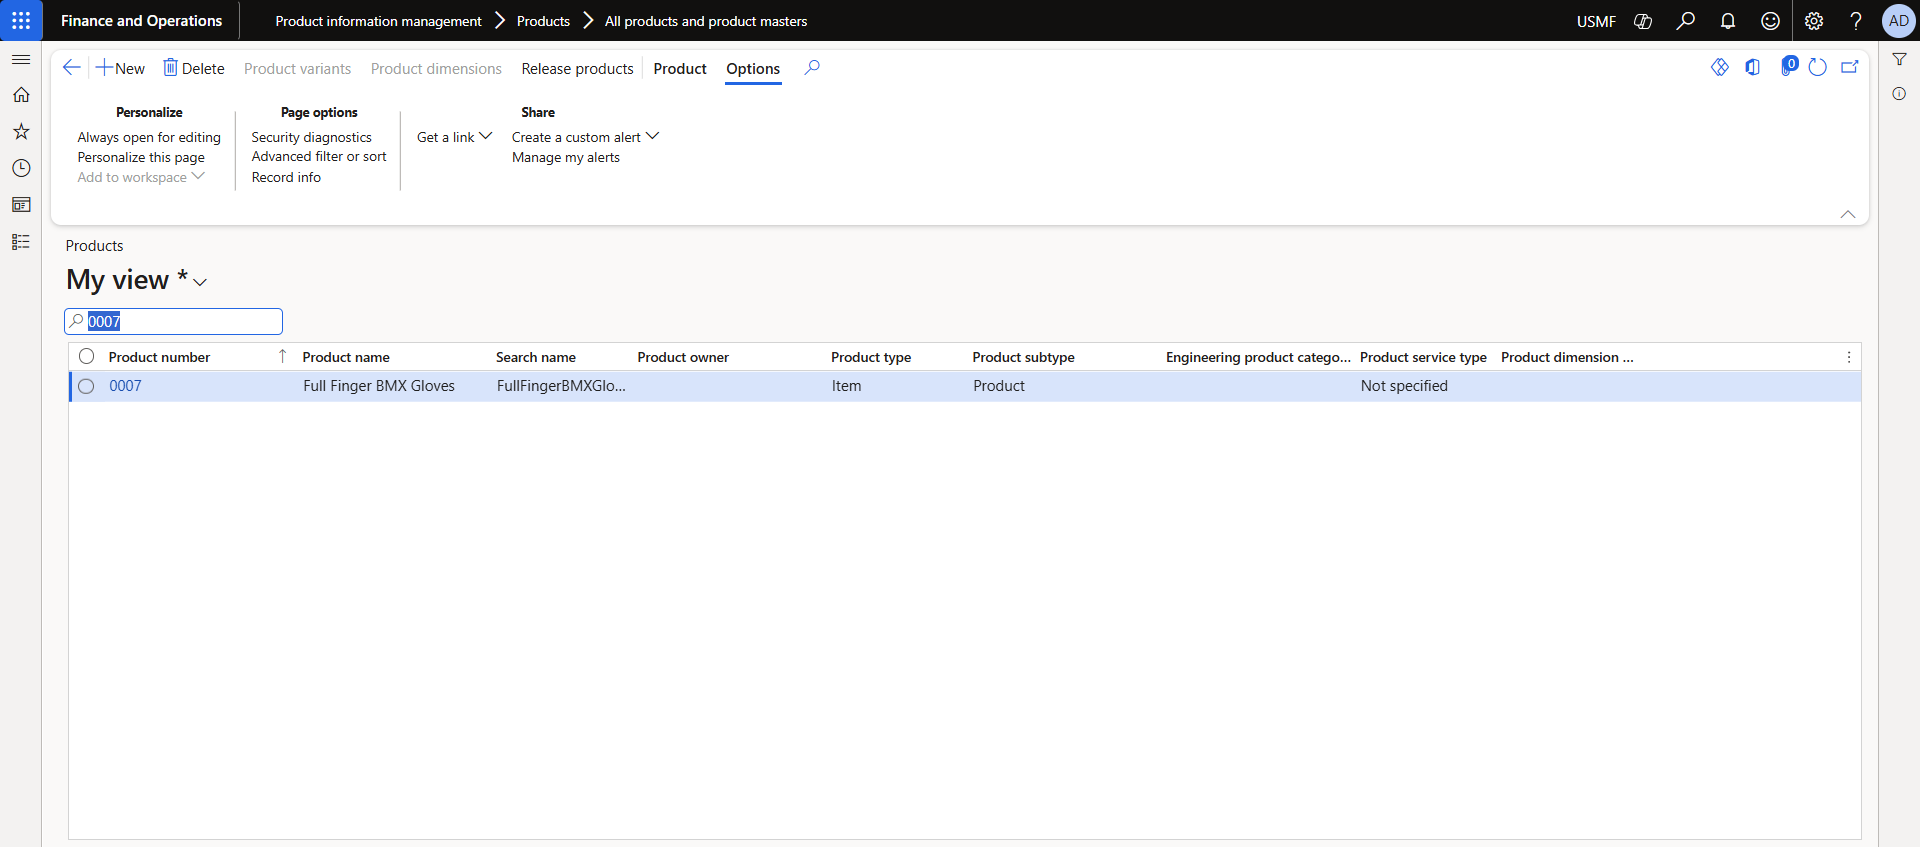 Finance and Operations
Product information management > Products > All products and product masters
USMF
AD
New
Delete
Product variants
Product dimensions
Release products
Product
Options
0
Personalize
Always open for editing
Personalize this page
Add to workspace
Page options
Security diagnostics
Advanced filter or sort
Record info
Get a link
Share
Create a custom alert
Manage my alerts
Products
My view *
0007
Product number Product name Search name Product owner Product type Product subtype Engineering product catego... Product service type Product dimension ...
0007 Full Finger BMX Gloves FullFingerBMXGlo... Item Product Not specified